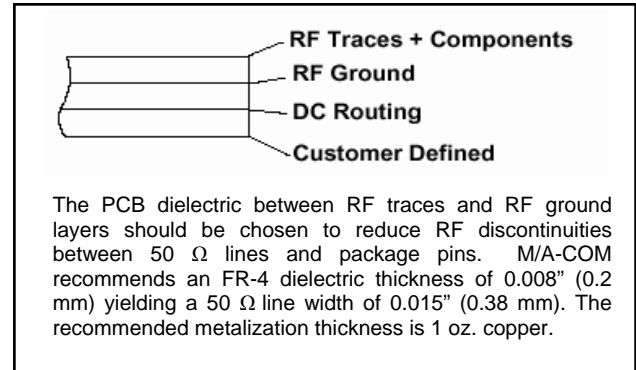 RF Traces + Components
RF Ground
DC Routing
Customer Defined
The PCB dielectric between RF traces and RF ground
layers should be chosen to reduce RF discontinuities
between 50 Ω lines and package pins. M/A-COM
recommends an FR-4 dielectric thickness of 0.008” (0.2
mm) yielding a 50 Ω line width of 0.015” (0.38 mm). The
recommended metalization thickness is 1 oz. copper.